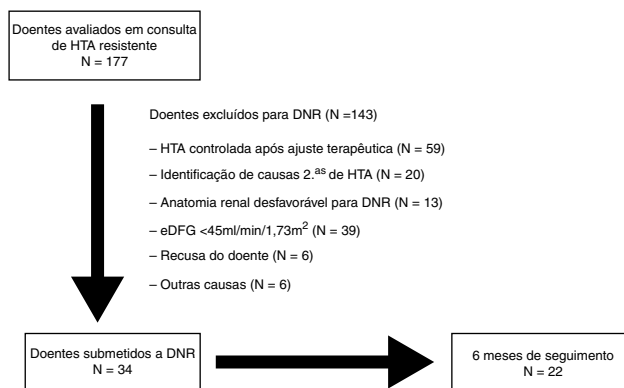 Doentes avaliados em consulta
de HTA resistente
N = 177
Doentes excluídos para DNR (N =143)
– HTA controlada após ajuste terapêutica (N = 59)
– Identificação de causas 2.ᵃˢ de HTA (N = 20)
– Anatomia renal desfavorável para DNR (N = 13)
– eDFG <45ml/min/1,73m² (N = 39)
– Recusa do doente (N = 6)
– Outras causas (N = 6)
Doentes submetidos a DNR
N = 34
6 meses de seguimento
N = 22